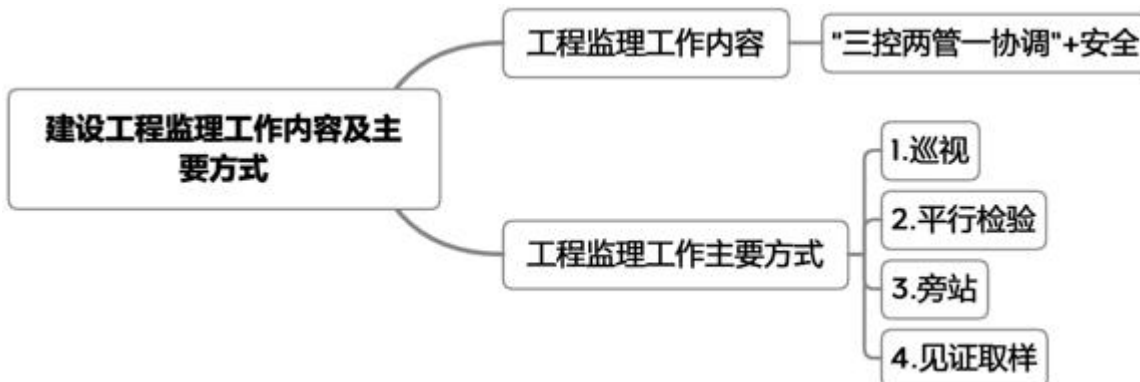 建设工程监理工作内容及主
要方式
工程监理工作内容
"三控两管一协调"+安全
工程监理工作主要方式
1.巡视
2.平行检验
3.旁站
4.见证取样